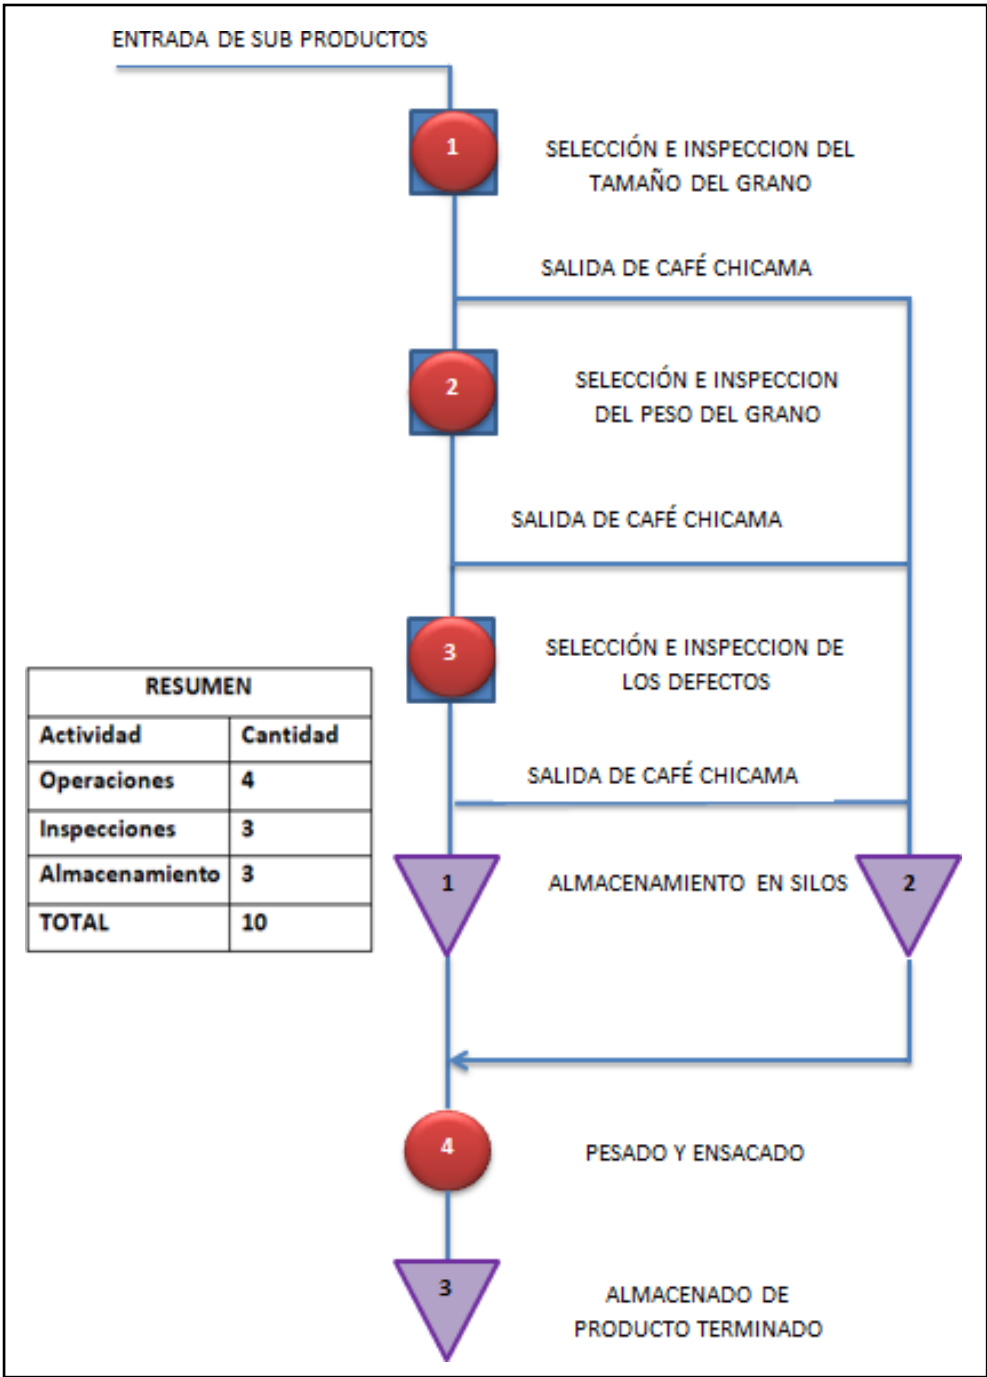 ENTRADA DE SUB PRODUCTOS
1
SELECCIÓN E INSPECCION DEL
TAMAÑO DEL GRANO
SALIDA DE CAFÉ CHICAMA
2
SELECCIÓN E INSPECCION
DEL PESO DEL GRANO
SALIDA DE CAFÉ CHICAMA
3
SELECCIÓN E INSPECCION DE
LOS DEFECTOS
RESUMEN
Actividad Cantidad
Operaciones 4
Inspecciones 3
Almacenamiento 3
TOTAL 10
SALIDA DE CAFÉ CHICAMA
1
ALMACENAMIENTO EN SILOS
2
4
PESADO Y ENSACADO
3
ALMACENADO DE
PRODUCTO TERMINADO